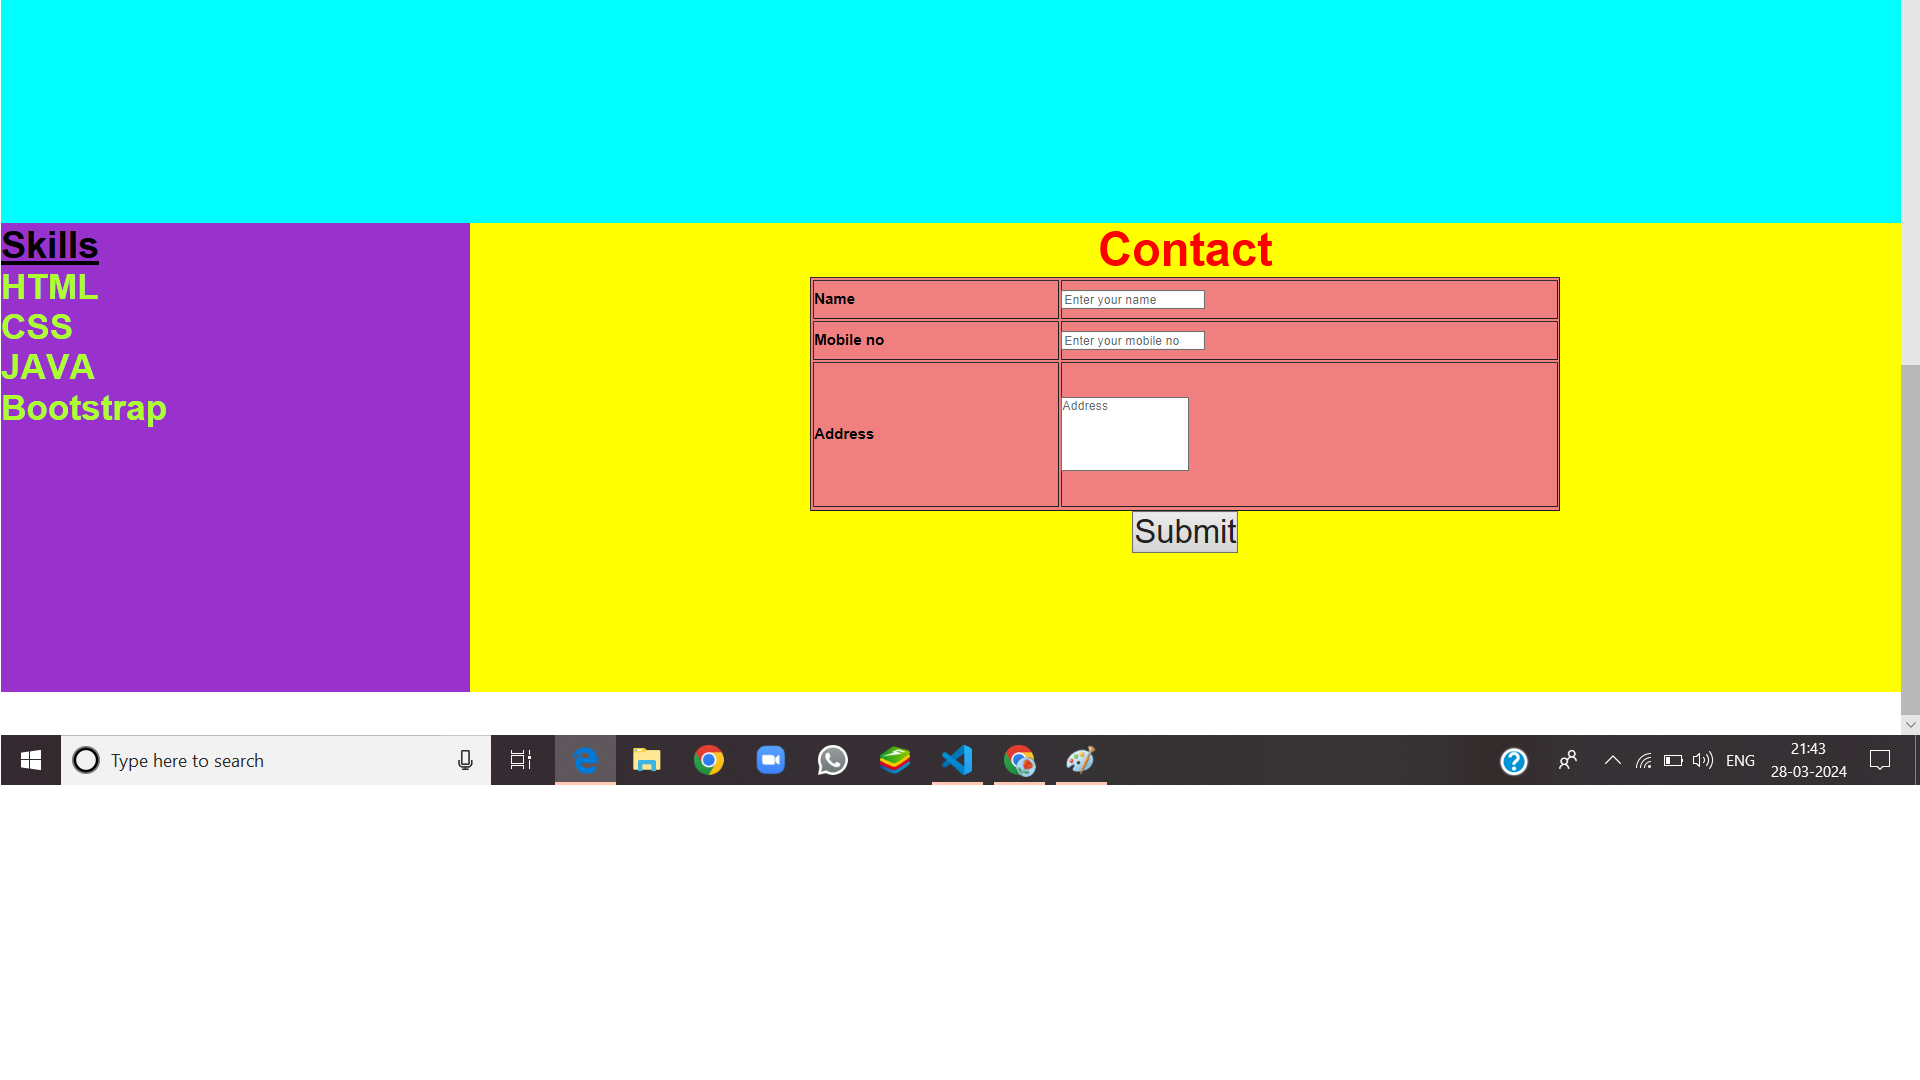 Skills
HTML
CSS
JAVA
Bootstrap
Contact
Name Enter your name
Mobile no Enter your mobile no
Address Address
Submit
Type here to search
ENG
21:43
28-03-2024